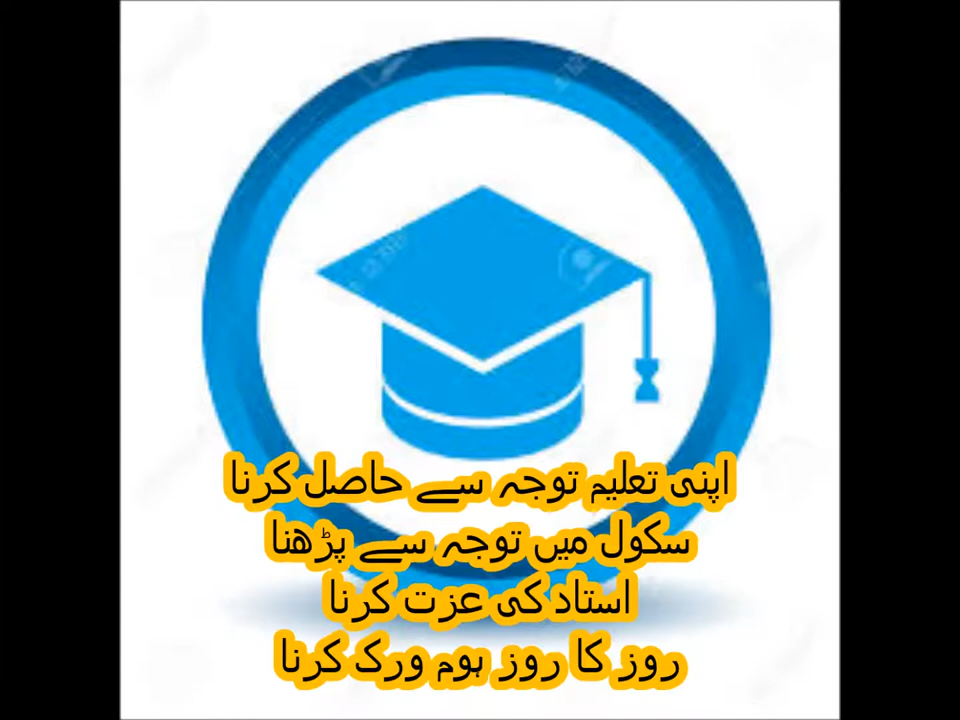 اپنی تعلیم توجہ سے حاصل کرنا
سکول میں توجہ سے پڑھنا
استاد کی عزت کرنا
روز کا روز ہوم ورک کرنا